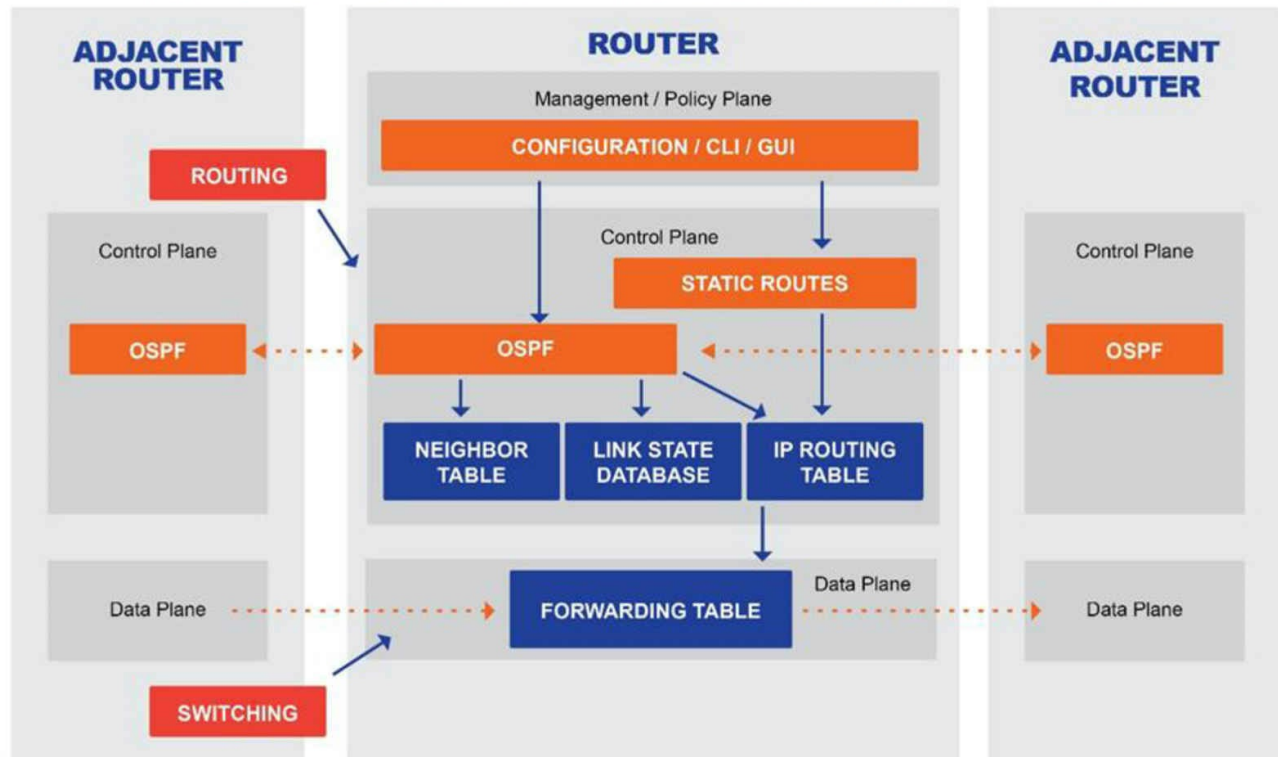 ADJACENT
ROUTER
ROUTING
Control Plane
OSPF
Data Plane
SWITCHING
ROUTER
Management / Policy Plane
CONFIGURATION / CLI / GUI
Control Plane
STATIC ROUTES
OSPF
NEIGHBOR
TABLE
LINK STATE
DATABASE
IP ROUTING
TABLE
Data Plane
FORWARDING TABLE
ADJACENT
ROUTER
Control Plane
OSPF
Data Plane